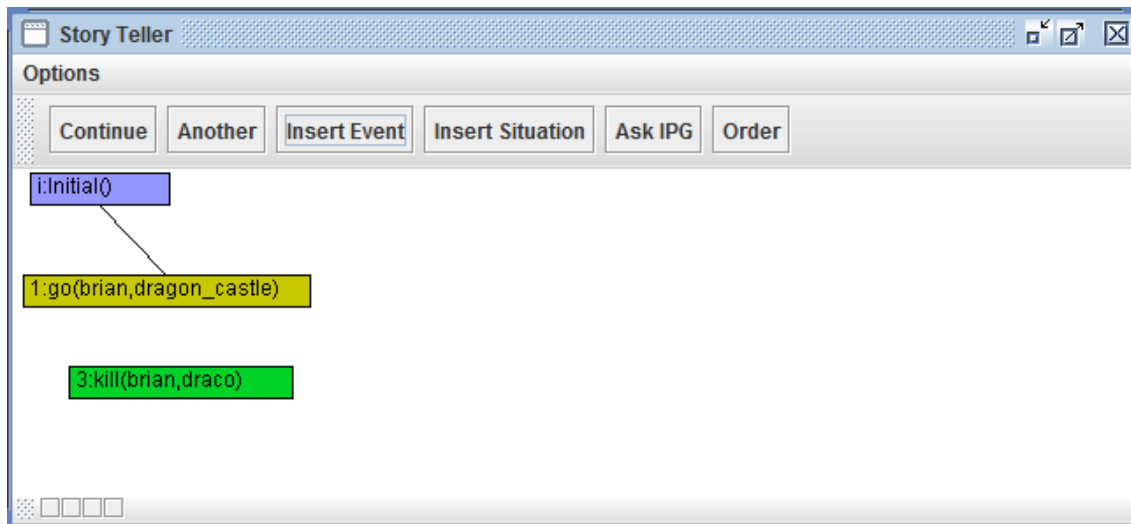 Story Teller
Options
Continue Another Insert Event Insert Situation Ask IPG Order
i:Initial()
1:go(brian,dragon_castle)
3:kill(brian,draco)